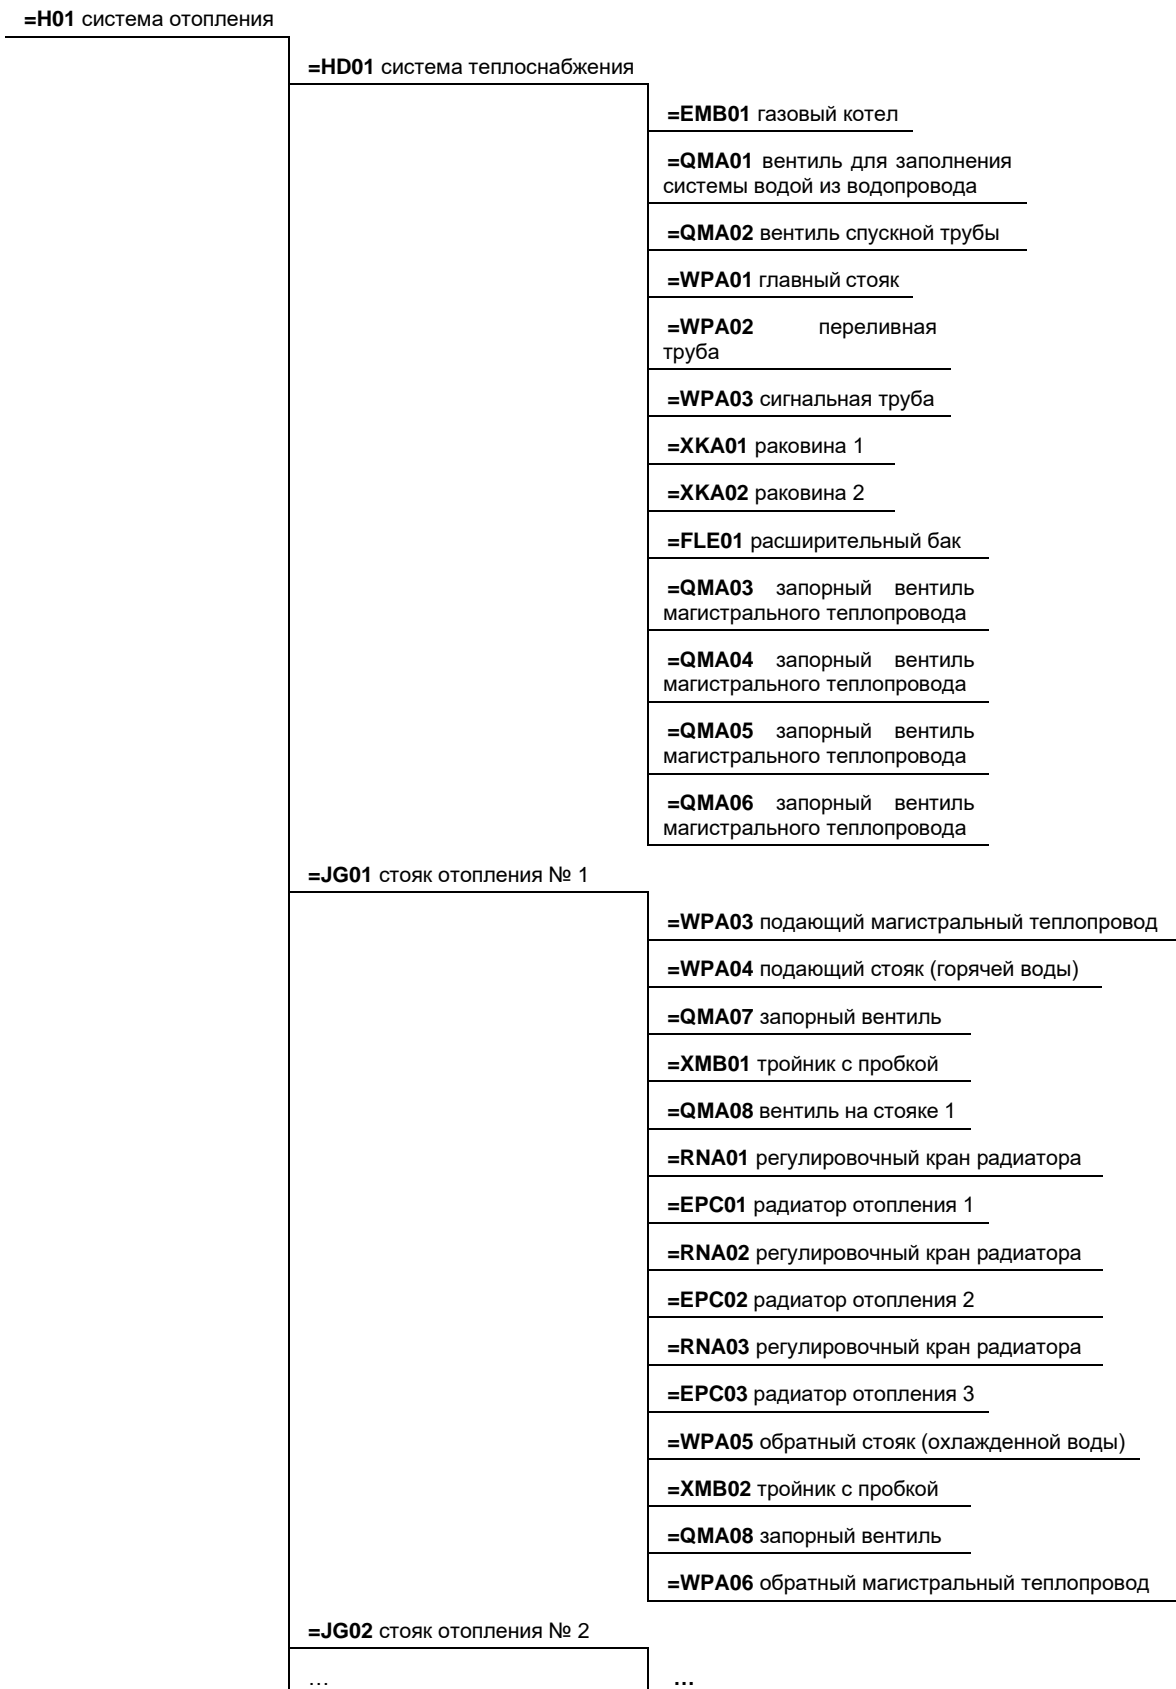 =H01 система отопления
=HD01 система теплоснабжения
=EMB01 газовый котел
=QMA01 вентиль для заполнения
системы водой из водопровода
=QMA02 вентиль спускной трубы
=WPA01 главный стояк
=WPA02 переливная
труба
=WPA03 сигнальная труба
=XKA01 раковина 1
=XKA02 раковина 2
=FLE01 расширительный бак
=QMA03 запорный вентиль
магистрального теплопровода
=QMA04 запорный вентиль
магистрального теплопровода
=QMA05 запорный вентиль
магистрального теплопровода
=QMA06 запорный вентиль
магистрального теплопровода
=JG01 стояк отопления № 1
=WPA03 подающий магистральный теплопровод
=WPA04 подающий стояк (горячей воды)
=QMA07 запорный вентиль
=XMB01 тройник с пробкой
=QMA08 вентиль на стояке 1
=RNA01 регулировочный кран радиатора
=EPC01 радиатор отопления 1
=RNA02 регулировочный кран радиатора
=EPC02 радиатор отопления 2
=RNA03 регулировочный кран радиатора
=EPC03 радиатор отопления 3
=WPA05 обратный стояк (охлажденной воды)
=XMB02 тройник с пробкой
=QMA08 запорный вентиль
=WPA06 обратный магистральный теплопровод
=JG02 стояк отопления № 2
… …